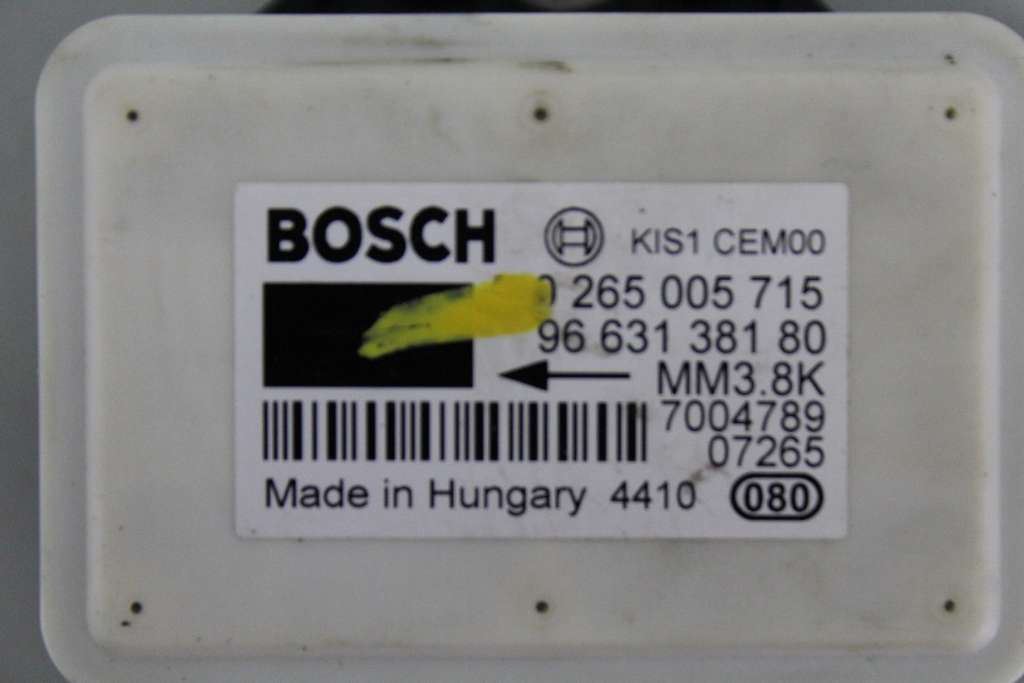 BOSCH KIS1 CEM00
0 265 005 715
96 631 381 80
MM3.8K
7004789
07265
Made in Hungary 4410 080